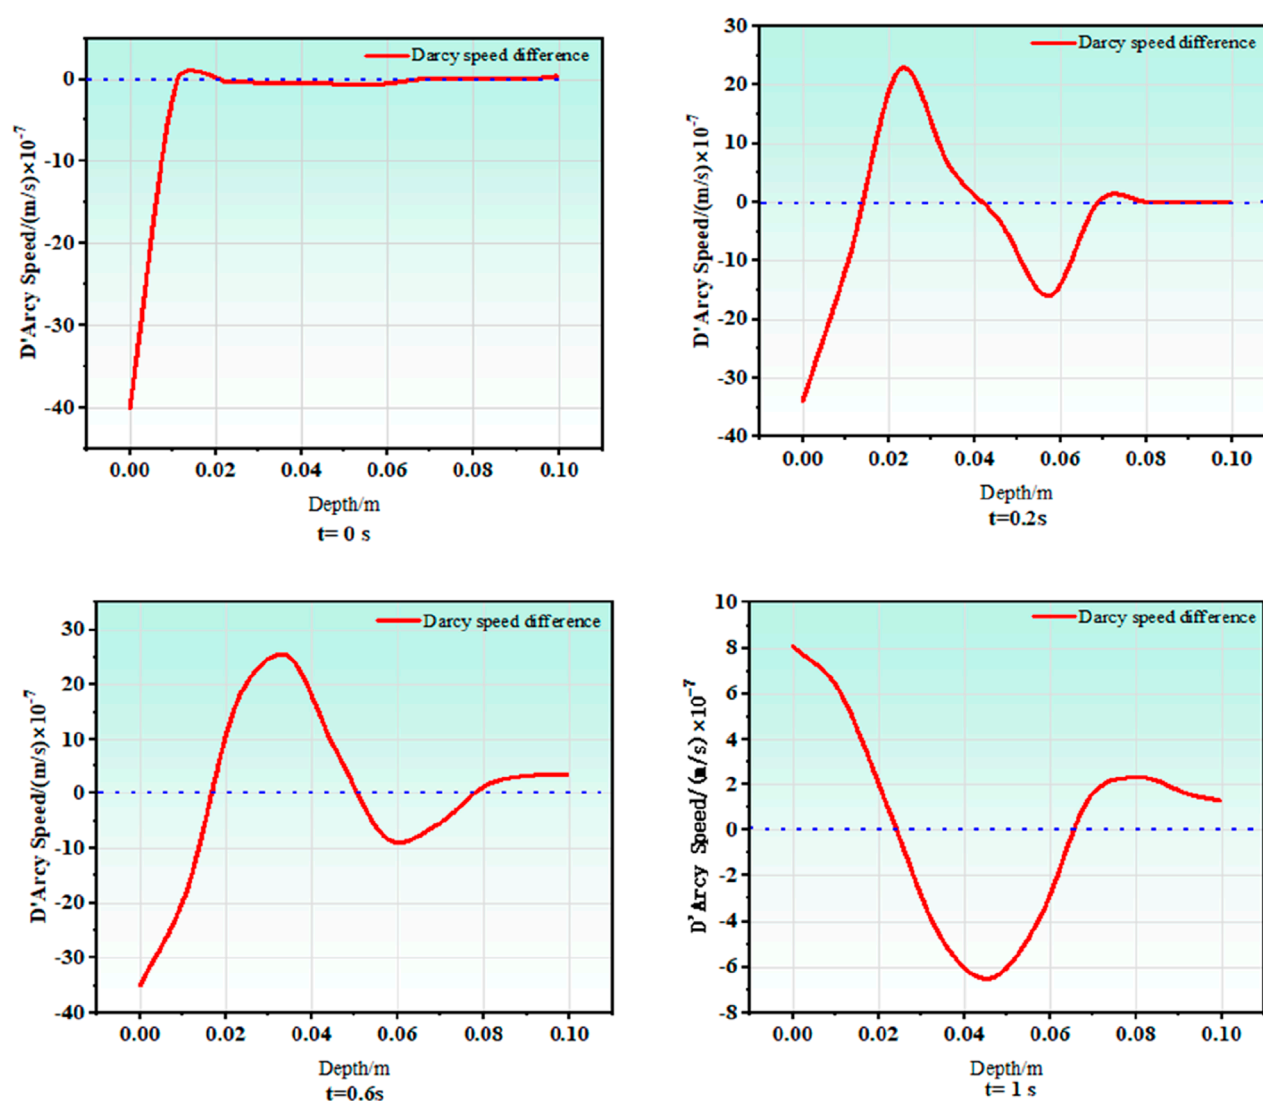 Darcy speed difference
D'Arcy Speed/(m/s)×10⁻⁷
0
-10
-20
-30
-40
0.00 0.02 0.04 0.06 0.08 0.10
Depth/m
t= 0 s
Darcy speed difference
D'Arcy Speed/(m/s)×10⁻⁷
30
20
10
0
-10
-20
-30
-40
0.00 0.02 0.04 0.06 0.08 0.10
Depth/m
t=0.2s
Darcy speed difference
D'Arcy Speed/(m/s)×10⁻⁷
30
20
10
0
-10
-20
-30
-40
0.00 0.02 0.04 0.06 0.08 0.10
Depth/m
t=0.6s
Darcy speed difference
D'Arcy Speed/(m/s)×10⁻⁷
10
8
6
4
2
0
-2
-4
-6
-8
0.00 0.02 0.04 0.06 0.08 0.10
Depth/m
t= 1 s